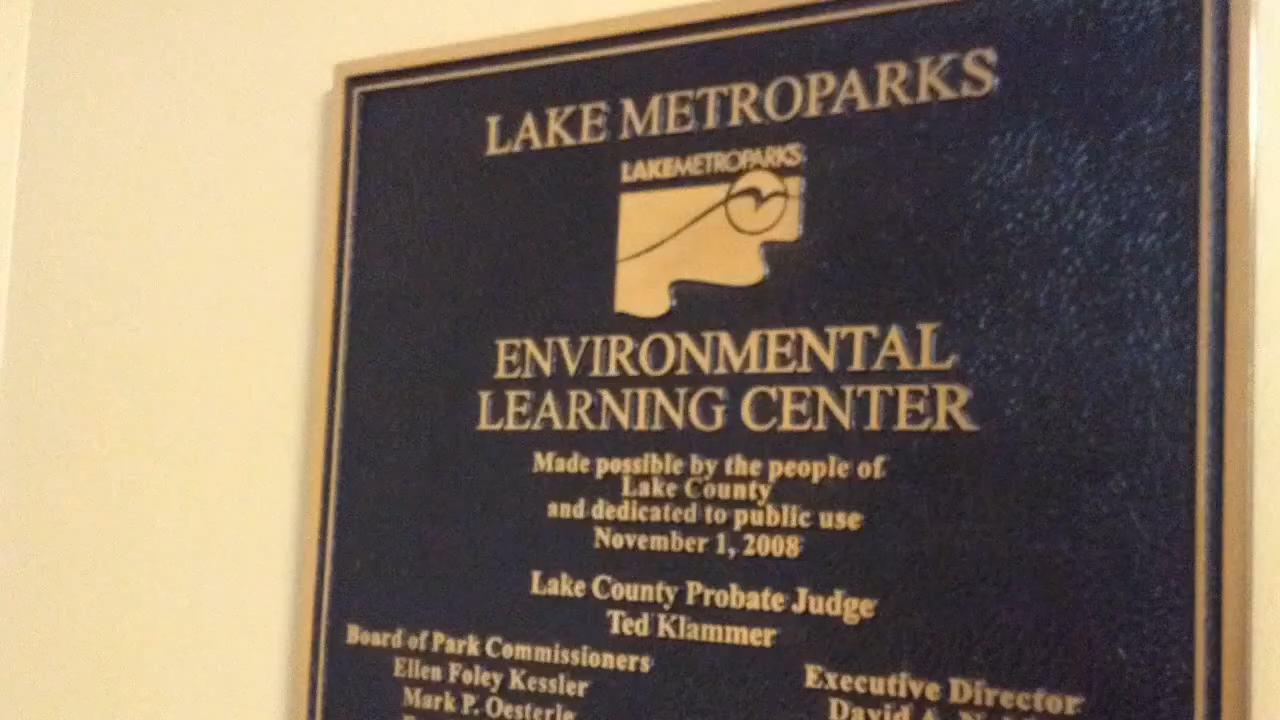 LAKE METROPARKS
LAKEMETROPARKS
ENVIRONMENTAL
LEARNING CENTER
Made possible by the people of
Lake County
and dedicated to public use
November 1, 2008
Lake County Probate Judge
Ted Klammer
Board of Park Commissioners
Ellen Foley Kessler
Mark P. Oesterle
Executive Director
David A.